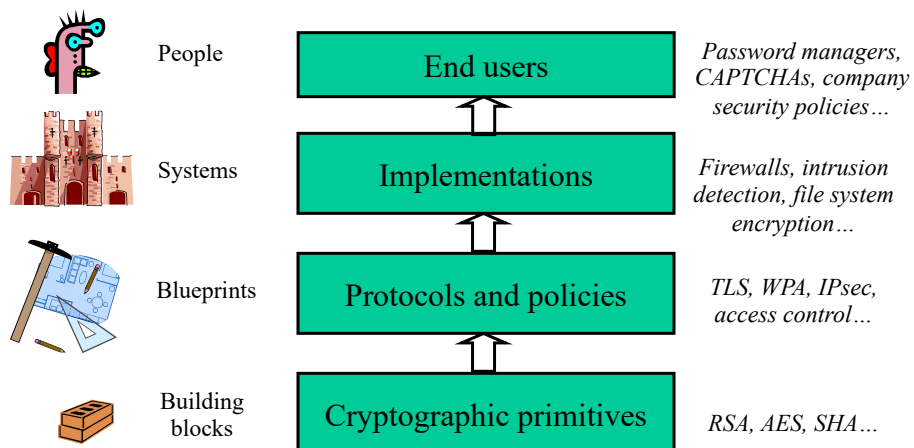 People
End users
Password managers,
CAPTCHAs, company
security policies…
Systems
Implementations
Firewalls, intrusion
detection, file system
encryption…
Blueprints
Protocols and policies
TLS, WPA, IPsec,
access control…
Building
blocks
Cryptographic primitives
RSA, AES, SHA…